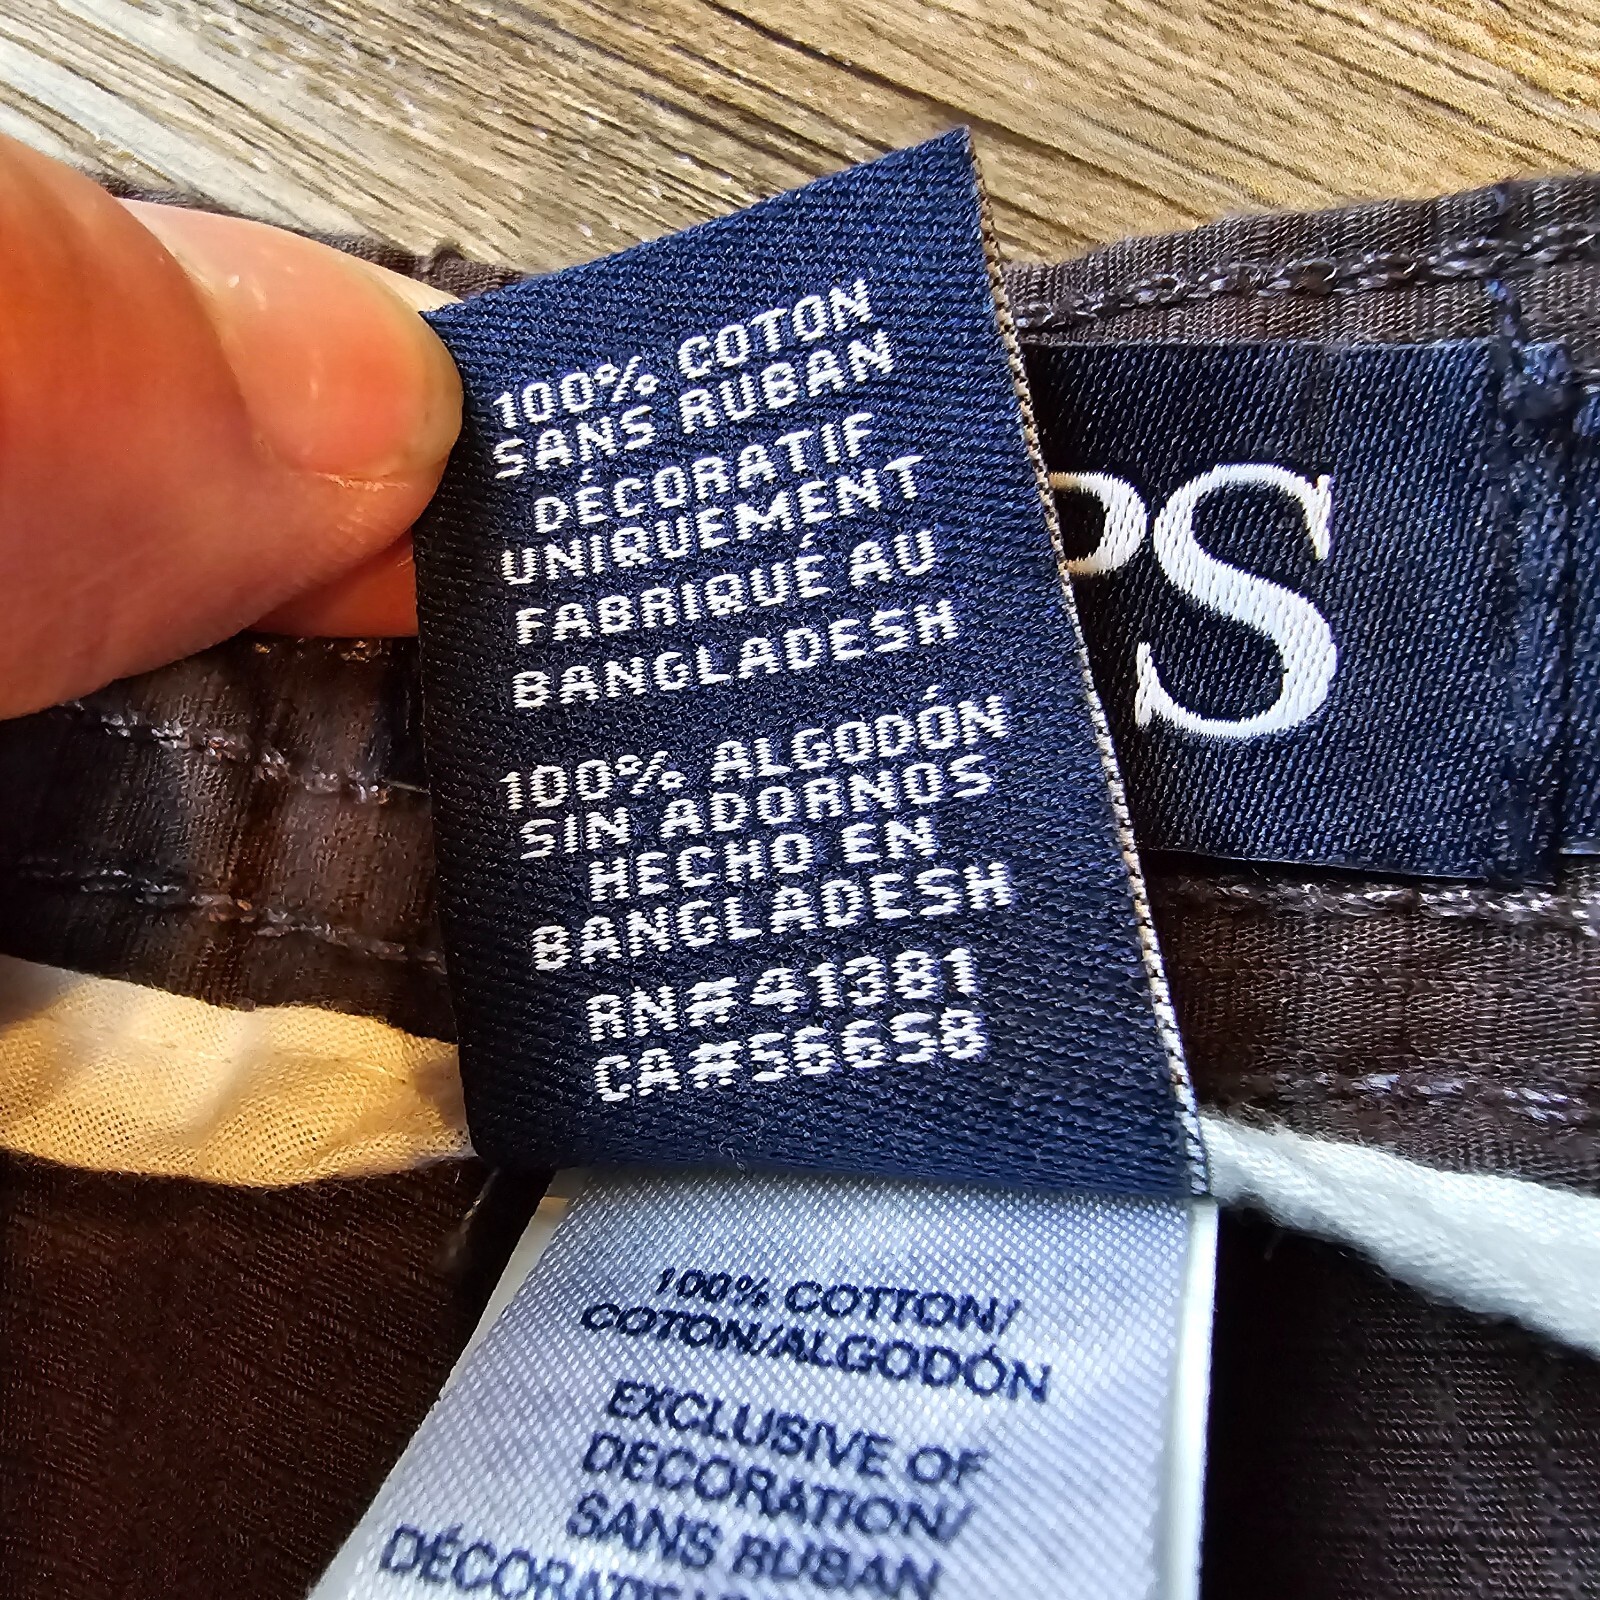 100% COTON
SANS RUBAN
DÉCORATIF
UNIQUEMENT
FABRIQUÉ AU
BANGLADESH
100% ALGODÓN
SIN ADORNOS
HECHO EN
BANGLADESH
RN#41381
CA#56658
PS
100% COTTON/
COTON/ALGODÓN
EXCLUSIVE OF
DECORATION/
SANS RUBAN